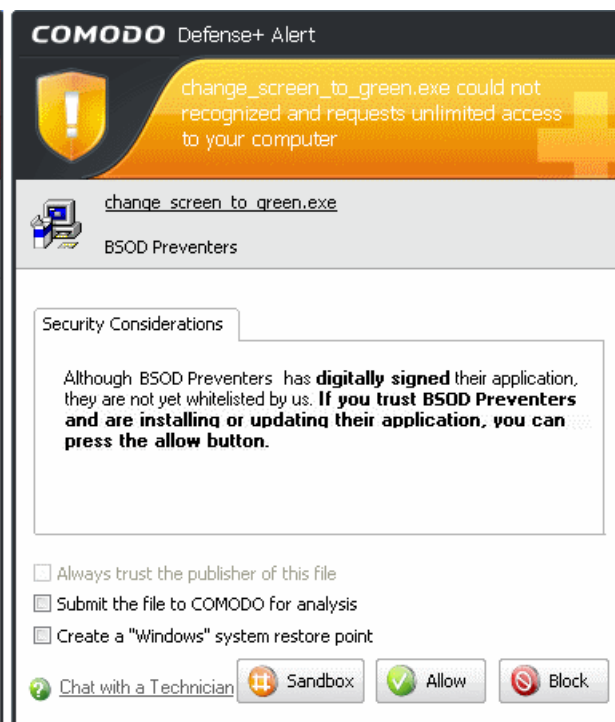 COMODO Defense+ Alert
change_screen_to_green.exe could not
recognized and requests unlimited access
to your computer
change_screen_to_green.exe
BSOD Preventers
Security Considerations
Although BSOD Preventers has digitally signed their application,
they are not yet whitelisted by us. If you trust BSOD Preventers
and are installing or updating their application, you can
press the allow button.
Always trust the publisher of this file
Submit the file to COMODO for analysis
Create a "Windows" system restore point
Chat with a Technician Sandbox Allow Block